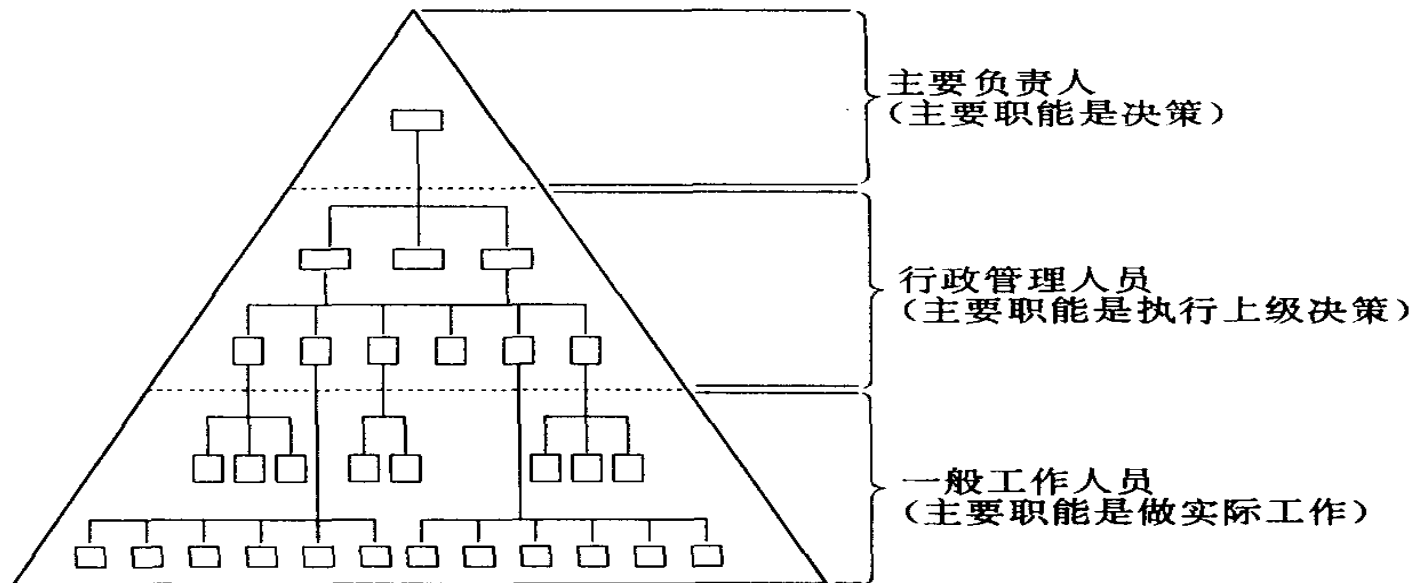 主要负责人
(主要职能是决策)
行政管理人员
(主要职能是执行上级决策)
一般工作人员
(主要职能是做实际工作)